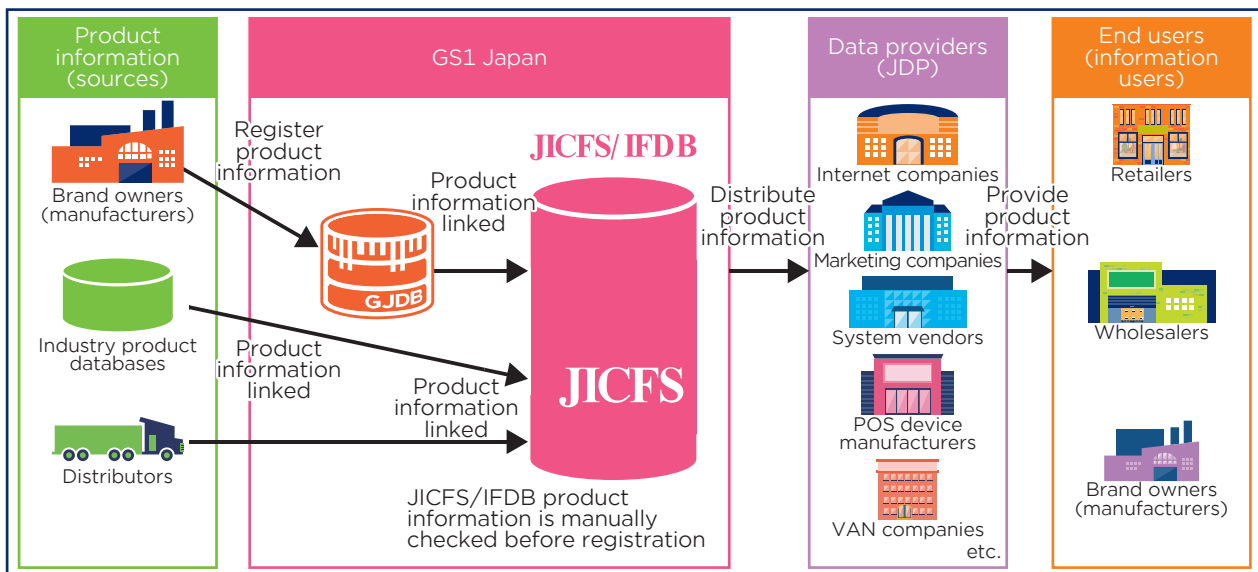 Product
information
(sources)
Brand owners
(manufacturers)
Industry product
databases
Distributors
Register
product
information
Product
information
linked
Product
information
linked
GS1 Japan
GJDB
Product
information
linked
JICFS/ IFDB
JICFS
JICFS/IFDB product
information is manually
checked before registration
Distribute
product
information
Data providers
(JDP)
Internet companies
Marketing companies
System vendors
POS device
manufacturers
VAN companies
etc.
Provide
product
information
End users
(information
users)
Retailers
Wholesalers
Brand owners
(manufacturers)